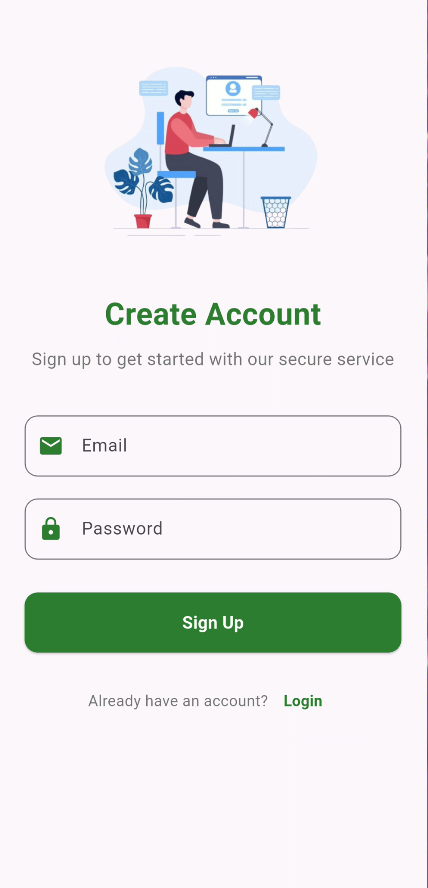 Create Account
Sign up to get started with our secure service
Email
Password
Sign Up
Already have an account? Login